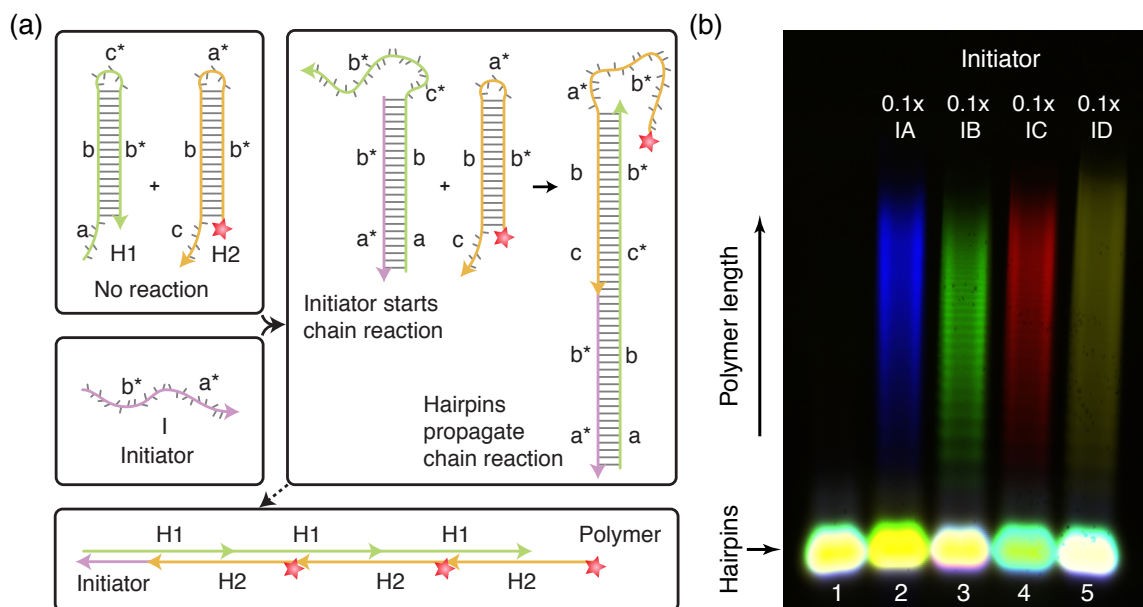 (a)
c*
a*
b
b*
b
b*
+
a
c
H1
H2
No reaction
b*
a*
I
Initiator
b*
c*
a*
b*
b
b
b*
+
a*
a
c
Initiator starts
chain reaction
a*
b*
b
b*
c
c*
b*
b
a*
a
Hairpins
propagate
chain reaction
H1
H1
H1
Polymer
Initiator
H2
H2
H2
(b)
Initiator
0.1x
IA
0.1x
IB
0.1x
IC
0.1x
ID
Polymer length
Hairpins
1
2
3
4
5